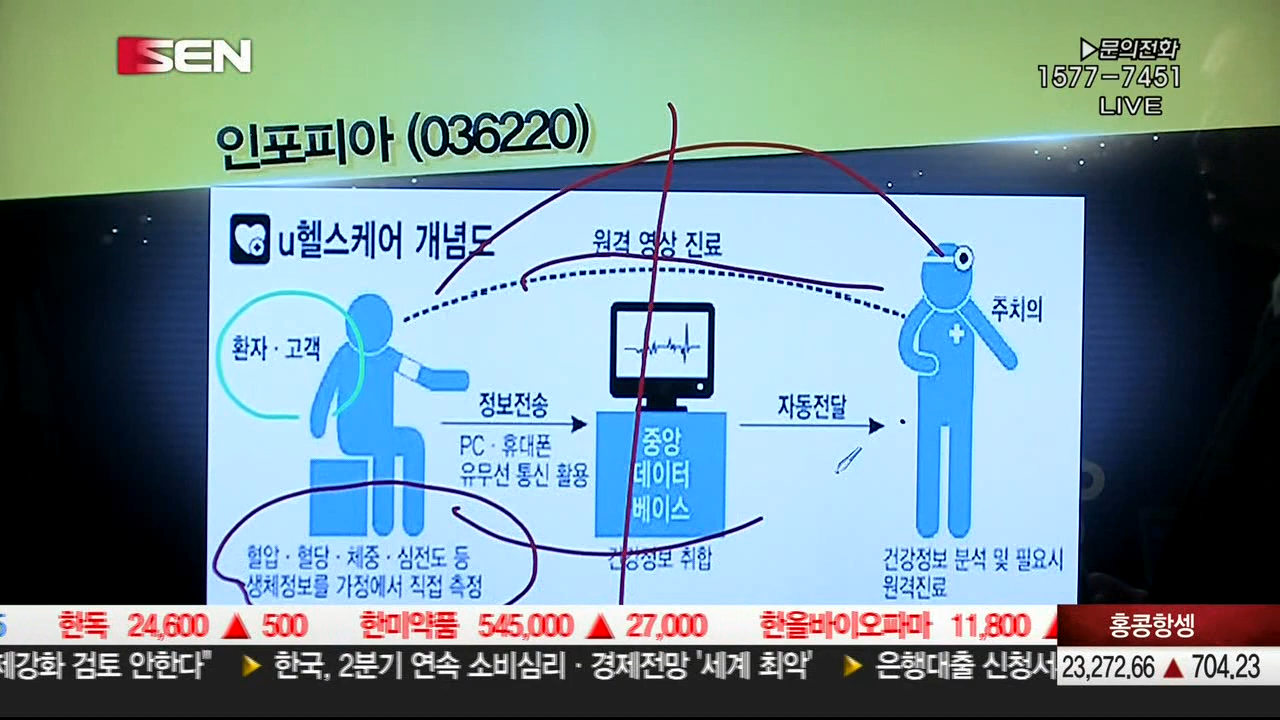 SEN
▶문의전화
1577-7451
LIVE
인포피아 (036220)
u헬스케어 개념도
원격 영상 진료
환자·고객
주치의
정보전송
PC·휴대폰
유무선 통신 활용
자동전달
중앙
데이터
베이스
혈압·혈당·체중·심전도 등
생체정보를 가정에서 직접 측정
건강정보 취합
건강정보 분석 및 필요시
원격진료
한독 24,600 ▲ 500 한미약품 545,000 ▲ 27,000 한올바이오파마 11,800 ▲
홍콩항셍
제강화 검토 안한다" ▶ 한국, 2분기 연속 소비심리·경제전망 '세계 최악' ▶ 은행대출 신청서
23,272.66 ▲ 704.23